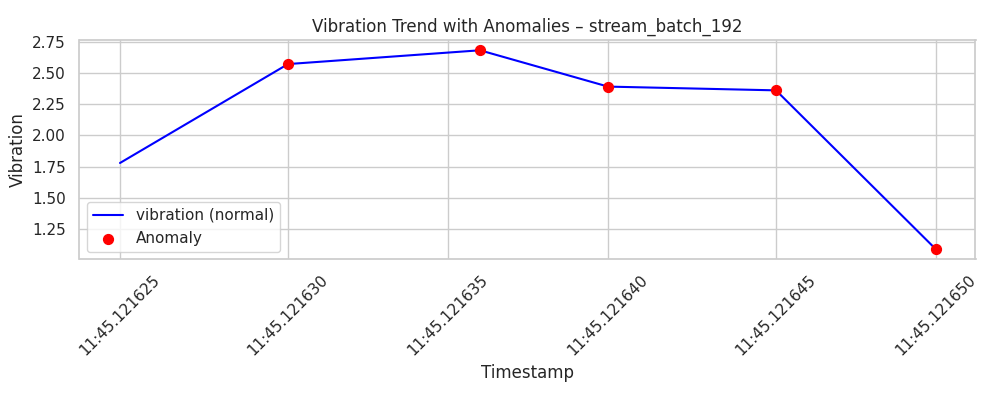 Vibration Trend with Anomalies – stream_batch_192
Vibration
2.75
2.50
2.25
2.00
1.75
1.50
1.25
vibration (normal)
Anomaly
11:45.121625
11:45.121630
11:45.121635
11:45.121640
11:45.121645
11:45.121650
Timestamp